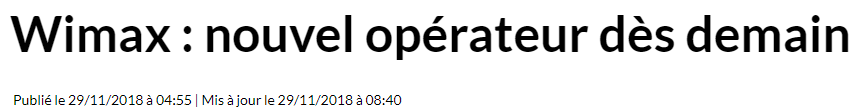 Wimax : nouvel opérateur dès demain
Publié le 29/11/2018 à 04:55 | Mis à jour le 29/11/2018 à 08:40